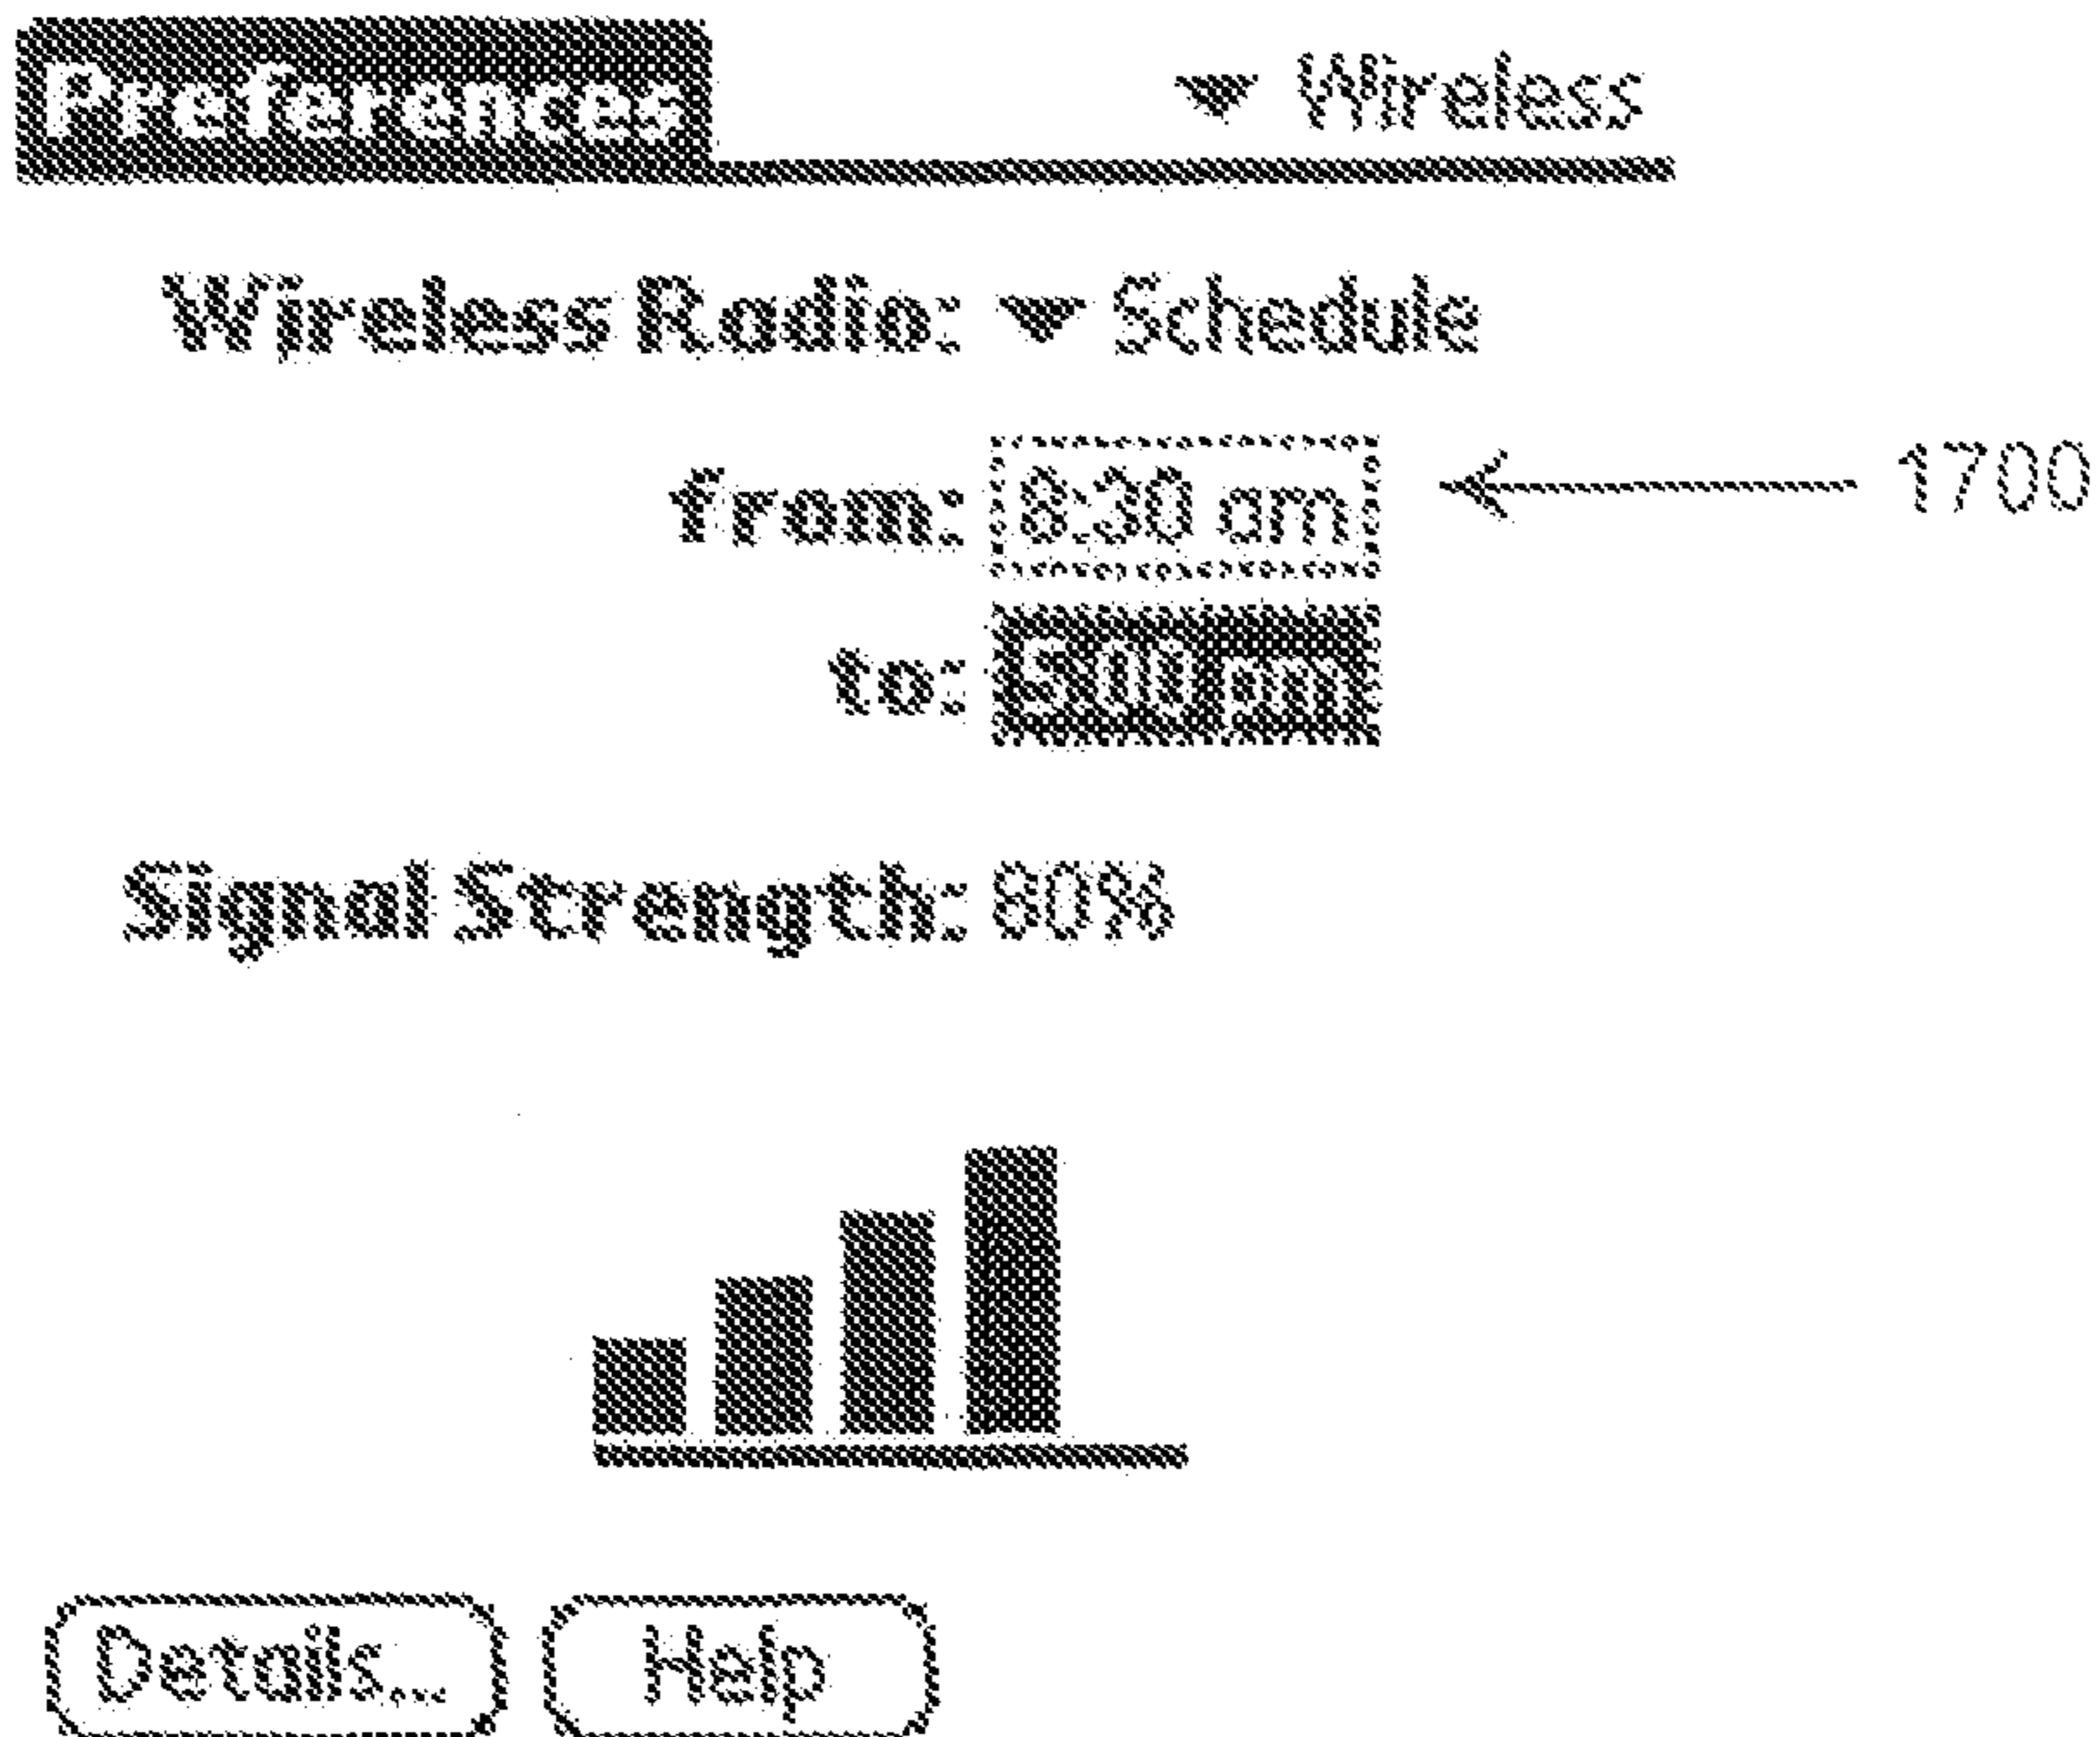 Preferences ▼ Wireless
Wireless Radio: ▼ Schedule
from: 8:30 am 1700
to: 5:00 pm
Signal Strength: 80%
Details... Help